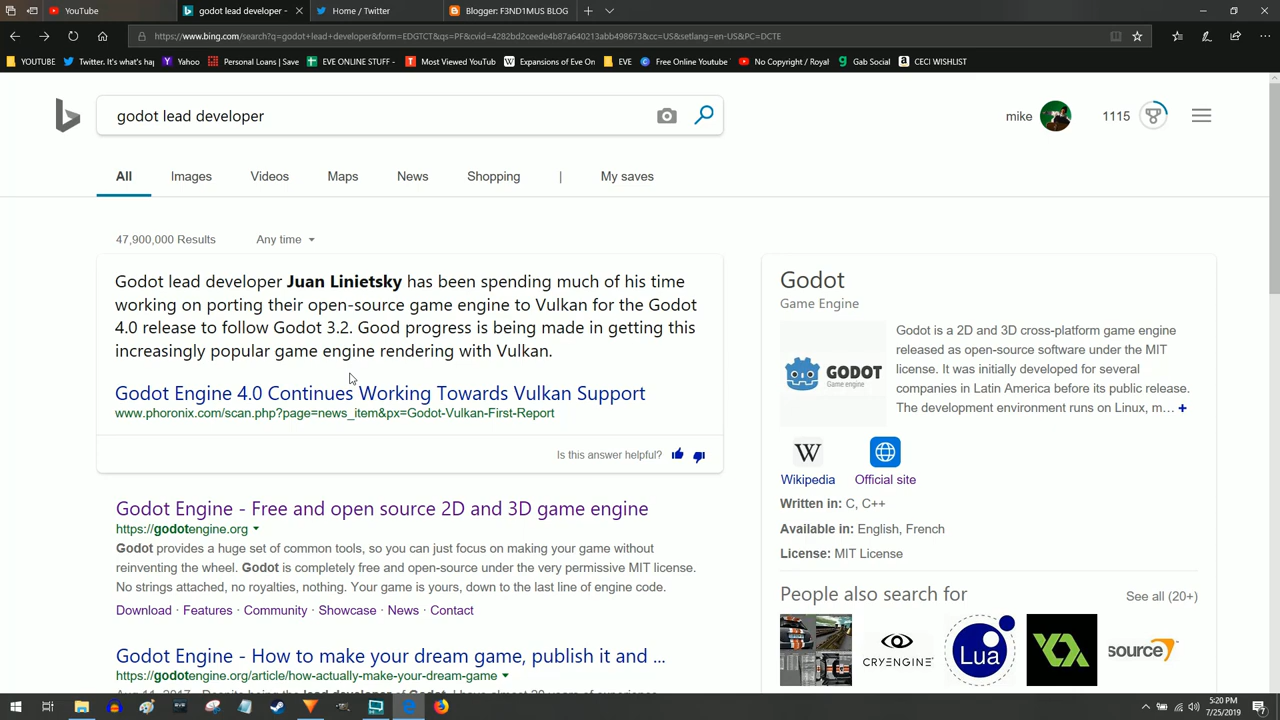 YouTube
godot lead developer -
Home / Twitter
Blogger: F3ND1MUS BLOG
https://www.bing.com/search?q=godot+lead+developer&form=EDGTCT&qs=PF&cvid=4282bd2ceede4b87a640213abb498673&cc=US&setlang=en-US&PC=DCTE
YOUTUBE
Twitter. It's what's hap
Yahoo
Personal Loans | Save
EVE ONLINE STUFF -
Most Viewed YouTub
Expansions of Eve On
EVE
Free Online Youtube
No Copyright / Royal
Gab Social
CECI WISHLIST
godot lead developer
mike
1115
All
Images
Videos
Maps
News
Shopping
|
My saves
47,900,000 Results
Any time
Godot lead developer Juan Linietsky has been spending much of his time
working on porting their open-source game engine to Vulkan for the Godot
4.0 release to follow Godot 3.2. Good progress is being made in getting this
increasingly popular game engine rendering with Vulkan.
Godot Engine 4.0 Continues Working Towards Vulkan Support
www.phoronix.com/scan.php?page=news_item&px=Godot-Vulkan-First-Report
Is this answer helpful?
Godot Engine - Free and open source 2D and 3D game engine
https://godotengine.org
Godot provides a huge set of common tools, so you can just focus on making your game without
reinventing the wheel. Godot is completely free and open-source under the very permissive MIT license.
No strings attached, no royalties, nothing. Your game is yours, down to the last line of engine code.
Download · Features · Community · Showcase · News · Contact
Godot Engine - How to make your dream game, publish it and ...
https://godotengine.org/article/how-actually-make-your-dream-game
Godot
Game Engine
GODOT
Game engine
Godot is a 2D and 3D cross-platform game engine
released as open-source software under the MIT
license. It was initially developed for several
companies in Latin America before its public release.
The development environment runs on Linux, m... +
W
Wikipedia
Official site
Written in: C, C++
Available in: English, French
License: MIT License
People also search for
See all (20+)
CRYENGINE
Lua
source
5:20 PM
7/25/2019